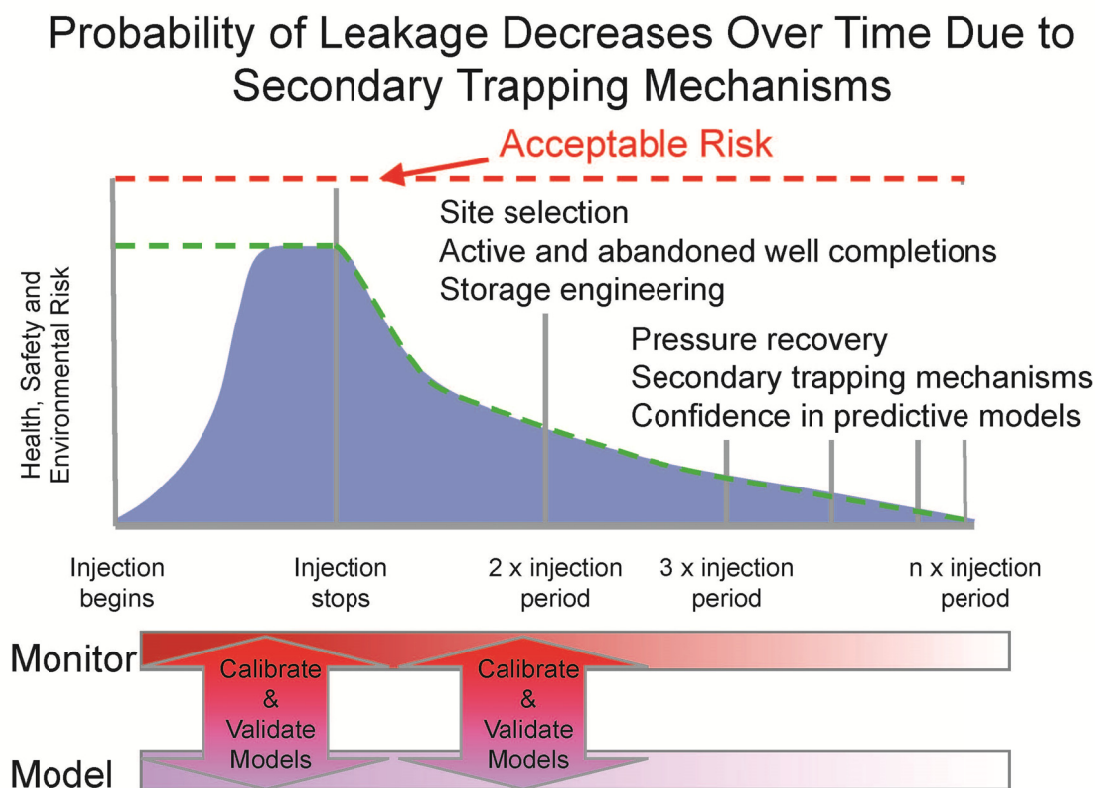 Probability of Leakage Decreases Over Time Due to
Secondary Trapping Mechanisms
Acceptable Risk
Site selection
Active and abandoned well completions
Storage engineering
Pressure recovery
Secondary trapping mechanisms
Confidence in predictive models
Health, Safety and
Environmental Risk
Injection
begins
Injection
stops
2 x injection
period
3 x injection
period
n x injection
period
Monitor
Calibrate
&
Validate
Models
Calibrate
&
Validate
Models
Model